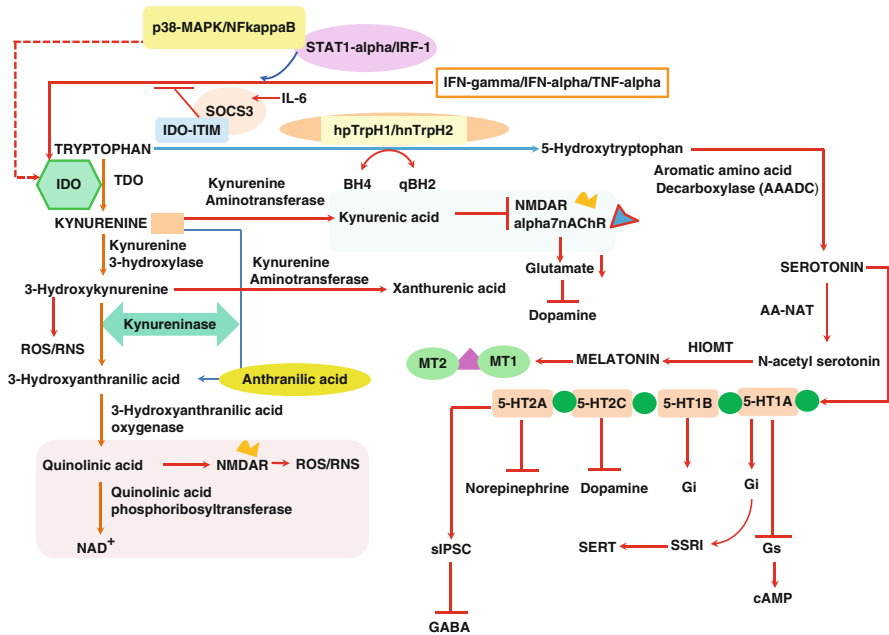 p38-MAPK/NFkappaB
STAT1-alpha/IRF-1
IFN-gamma/IFN-alpha/TNF-alpha
IL-6
SOCS3
IDO-ITIM
hpTrpH1/hnTrpH2
TRYPTOPHAN
5-Hydroxytryptophan
IDO
TDO
BH4
qBH2
Aromatic amino acid
Decarboxylase (AAADC)
Kynurenine
Aminotransferase
KYNURENINE
Kynurenic acid
NMDAR
alpha7nAChR
Kynurenine
3-hydroxylase
Kynurenine
Aminotransferase
Glutamate
SEROTONIN
3-Hydroxykynurenine
Xanthurenic acid
Dopamine
AA-NAT
Kynureninase
ROS/RNS
HIOMT
MT2
MT1
MELATONIN
N-acetyl serotonin
3-Hydroxyanthranilic acid
Anthranilic acid
5-HT2A
5-HT2C
5-HT1B
5-HT1A
3-Hydroxyanthranilic acid
oxygenase
Quinolinic acid
NMDAR
ROS/RNS
Norepinephrine
Dopamine
Gi
Gi
Quinolinic acid
phosphoribosyltransferase
NAD+
sIPSC
SERT
SSRI
Gs
cAMP
GABA